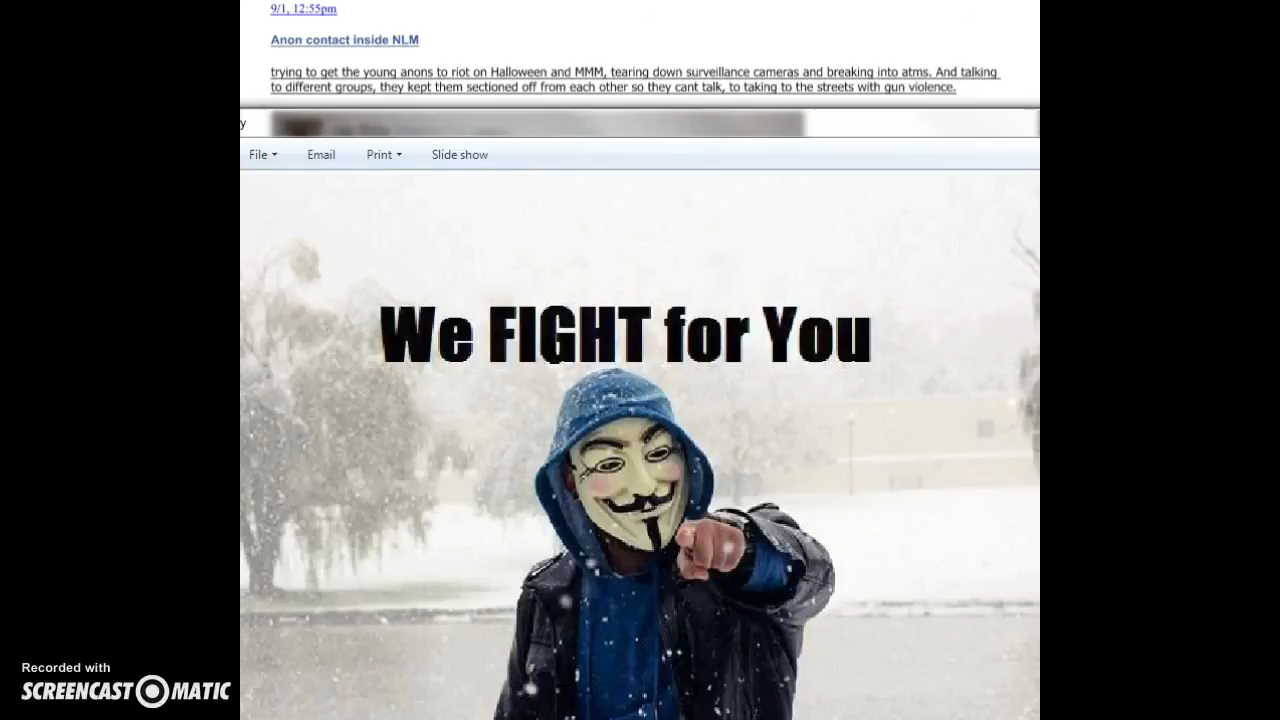 9/1, 12:55pm
Anon contact inside NLM
trying to get the young anons to riot on Halloween and MMM, tearing down surveillance cameras and breaking into atms. And talking
to different groups, they kept them sectioned off from each other so they cant talk, to taking to the streets with gun violence.
y
File Email Print Slide show
We FIGHT for You
Recorded with
SCREENCAST MATIC